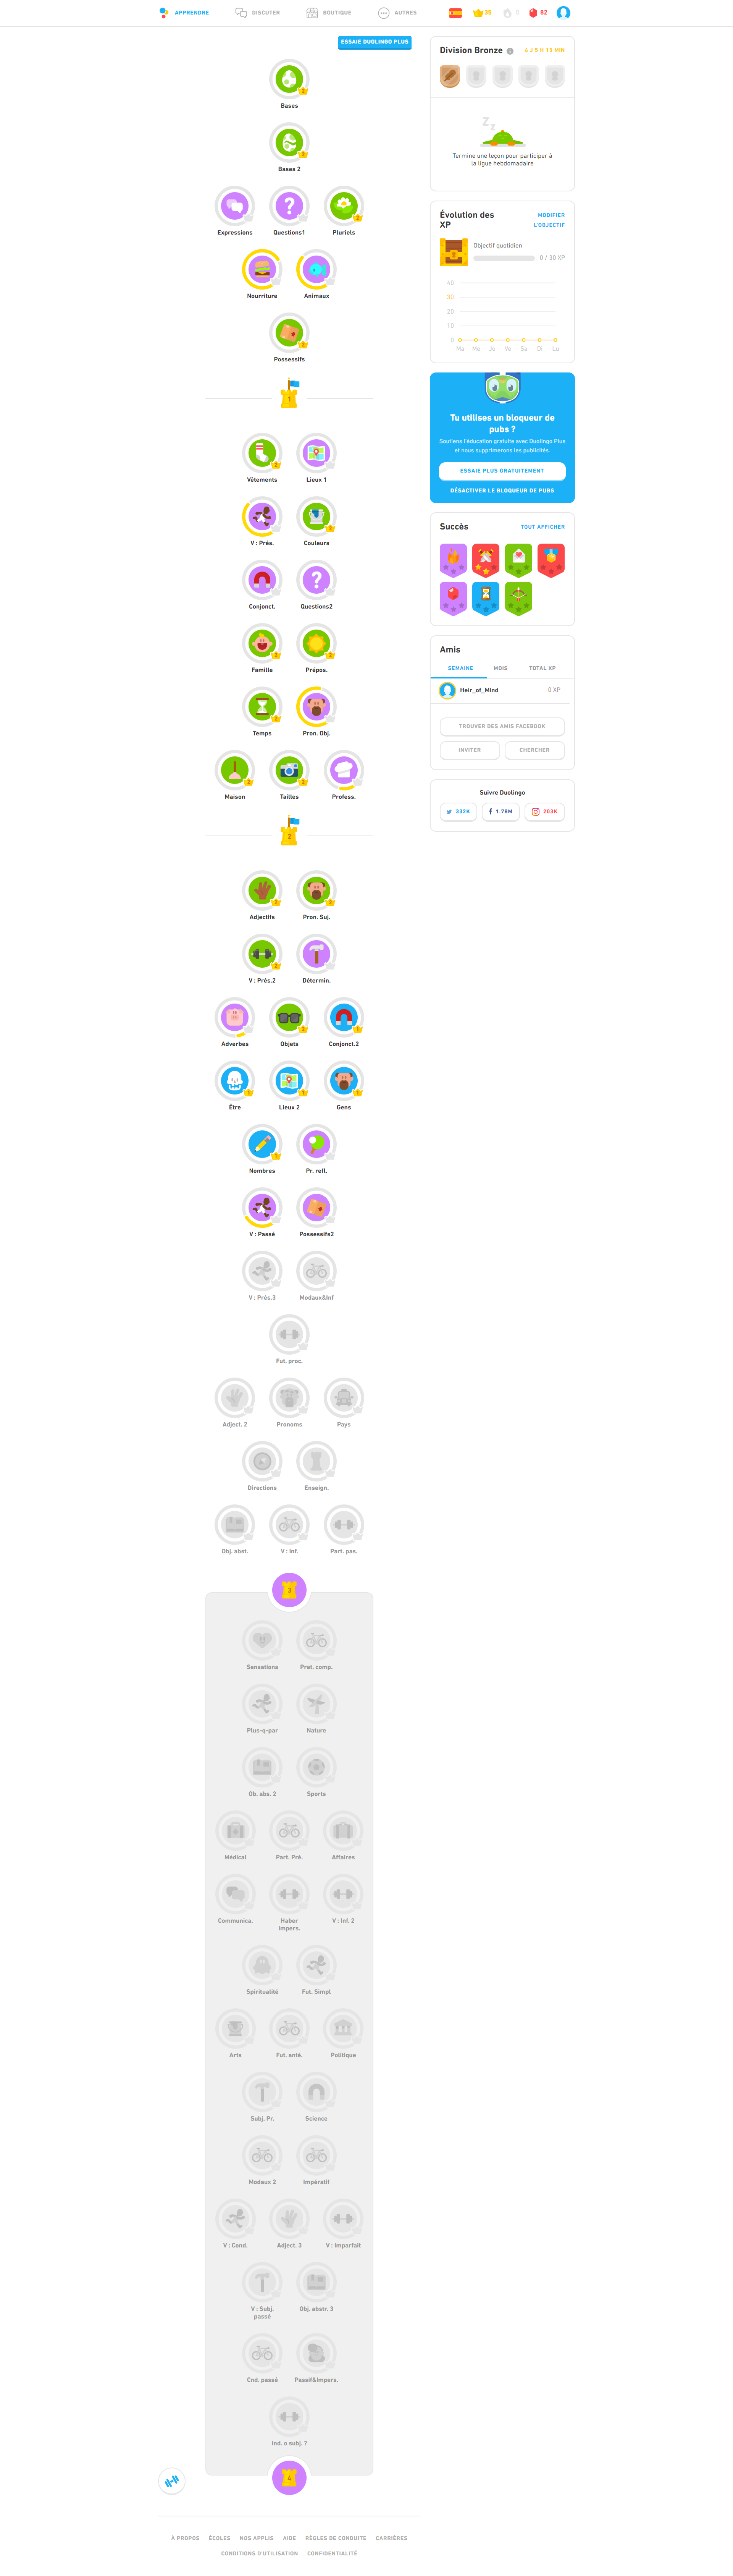 APPRENDRE
DISCUTER
BOUTIQUE
AUTRES
35
0
82
ESSAIE DUOLINGO PLUS
Bases
Bases 2
Expressions
Questions1
Pluriels
Nourriture
Animaux
Possessifs
1
Vêtements
Lieux 1
V : Prés.
Couleurs
Conjonct.
Questions2
Famille
Prépos.
Temps
Pron. Obj.
Maison
Tailles
Profess.
2
Adjectifs
Pron. Suj.
V : Prés.2
Détermin.
Adverbes
Objets
Conjonct.2
Être
Lieux 2
Gens
Nombres
Pr. refl.
V : Passé
Possessifs2
V : Prés.3
Modaux&Inf
Fut. proc.
Adject. 2
Pronoms
Pays
Directions
Enseign.
Obj. abst.
V : Inf.
Part. pas.
3
Sensations
Pret. comp.
Plus-q-par
Nature
Ob. abs. 2
Sports
Médical
Part. Pré.
Affaires
Communica.
Haber
impers.
V : Inf. 2
Spiritualité
Fut. Simpl
Arts
Fut. anté.
Politique
Subj. Pr.
Science
Modaux 2
Impératif
V : Cond.
Adject. 3
V : Imparfait
V : Subj.
passé
Obj. abstr. 3
Cnd. passé
Passif&Impers.
ind. o subj. ?
4
Division Bronze
6 J 5 H 15 MIN
Z z
Termine une leçon pour participer à
la ligue hebdomadaire
Évolution des
XP
MODIFIER
L'OBJECTIF
Objectif quotidien
0 / 30 XP
40
30
20
10
0
Ma Me Je Ve Sa Di Lu
Tu utilises un bloqueur de
pubs ?
Soutiens l'éducation gratuite avec Duolingo Plus
et nous supprimerons les publicités.
ESSAIE PLUS GRATUITEMENT
DÉSACTIVER LE BLOQUEUR DE PUBS
Succès
TOUT AFFICHER
Amis
SEMAINE
MOIS
TOTAL XP
Heir_of_Mind
0 XP
TROUVER DES AMIS FACEBOOK
INVITER
CHERCHER
Suivre Duolingo
332K
1.78M
203K
À PROPOS
ÉCOLES
NOS APPLIS
AIDE
RÈGLES DE CONDUITE
CARRIÈRES
CONDITIONS D'UTILISATION
CONFIDENTIALITÉ